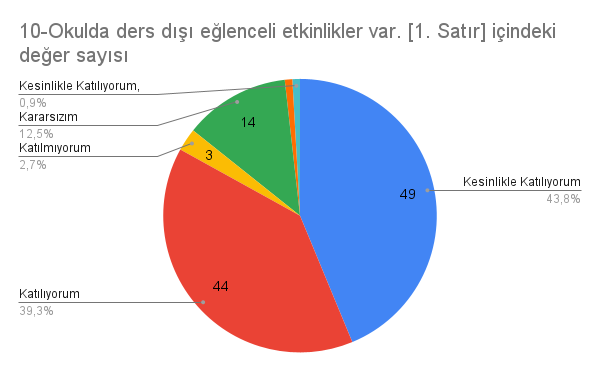 10-Okulda ders dışı eğlenceli etkinlikler var. [1. Satır] içindeki
değer sayısı
Kesinlikle Katılıyorum,
0,9%
Kararsızım
12,5%
Katılmıyorum
2,7%
Katılıyorum
39,3%
Kesinlikle Katılıyorum
43,8%
14
3
49
44